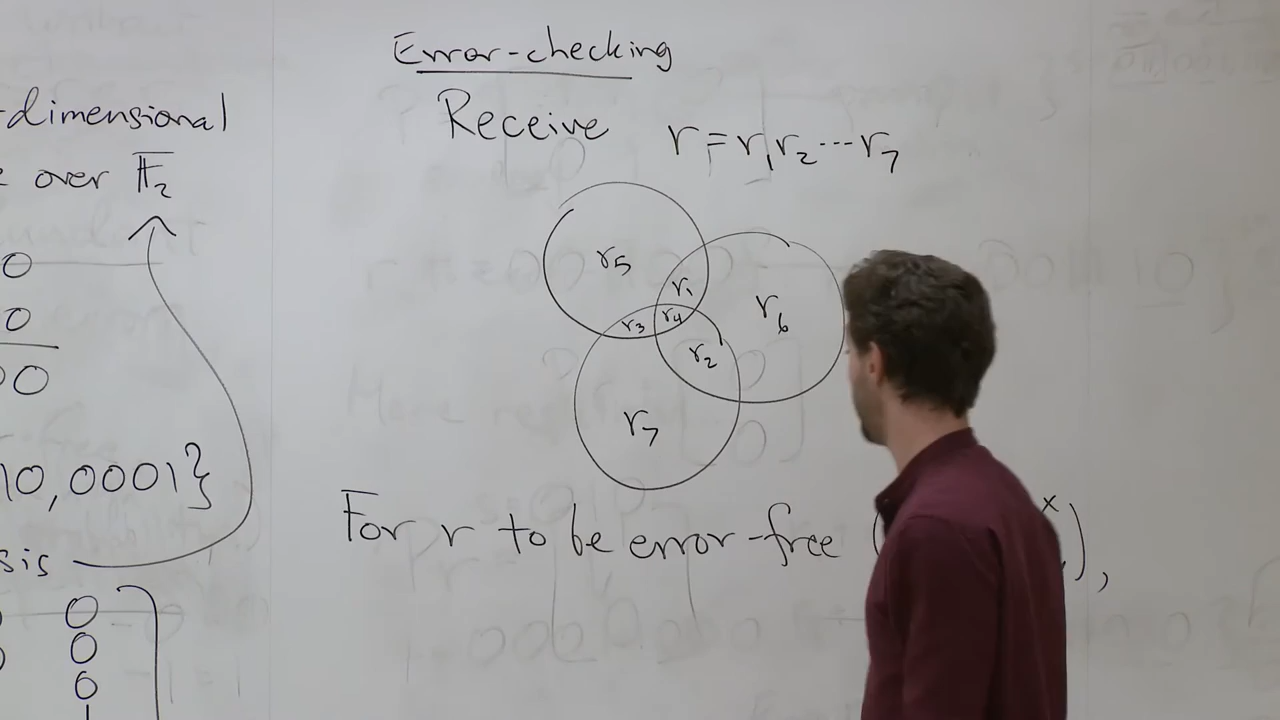 -dimensional
over F₂
0
0
00
10,0001}
sis
0
0
0
Error-checking
Receive r = r₁r₂⋯r₇
r₅
r₁
r₆
r₃ r₄
r₂
r₇
For r to be error-free ( x ),